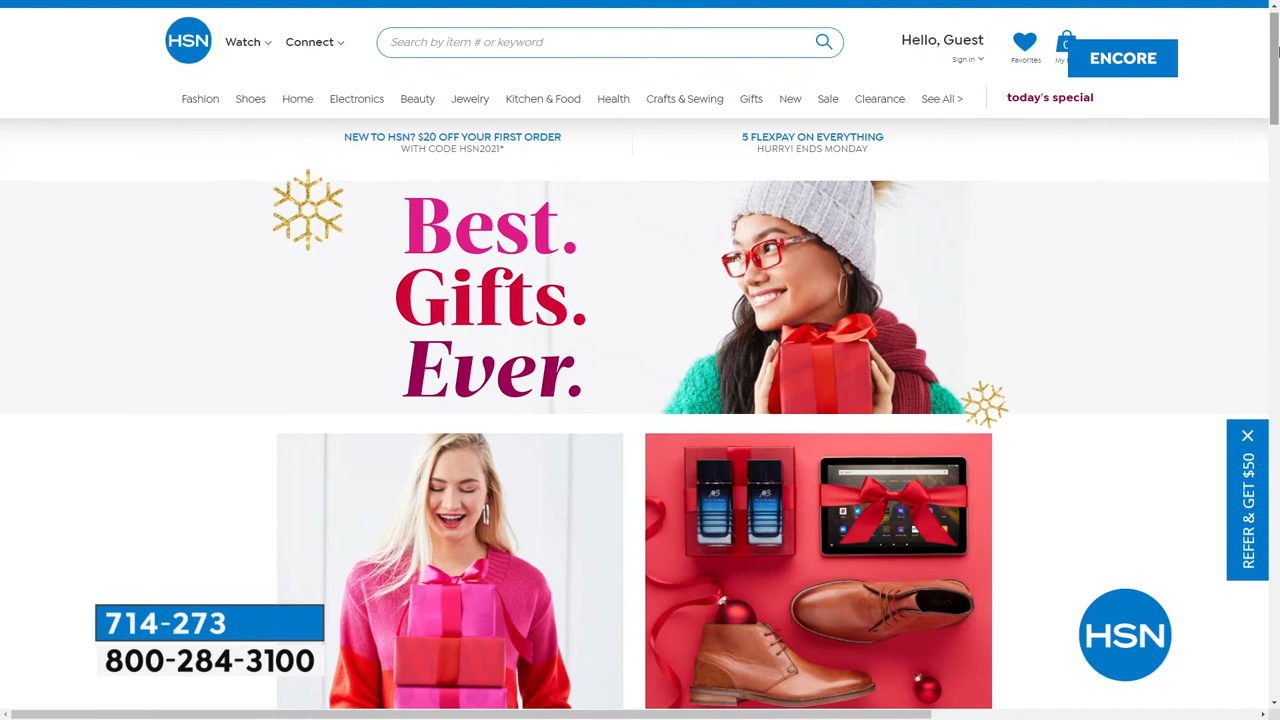 HSN
Watch
Connect
Search by item # or keyword
Hello, Guest
Sign In
Favorites
0
My
ENCORE
Fashion
Shoes
Home
Electronics
Beauty
Jewelry
Kitchen & Food
Health
Crafts & Sewing
Gifts
New
Sale
Clearance
See All >
today's special
NEW TO HSN? $20 OFF YOUR FIRST ORDER
WITH CODE HSN2021*
5 FLEXPAY ON EVERYTHING
HURRY! ENDS MONDAY
Best.
Gifts.
Ever.
REFER & GET $50
714-273
800-284-3100
HSN